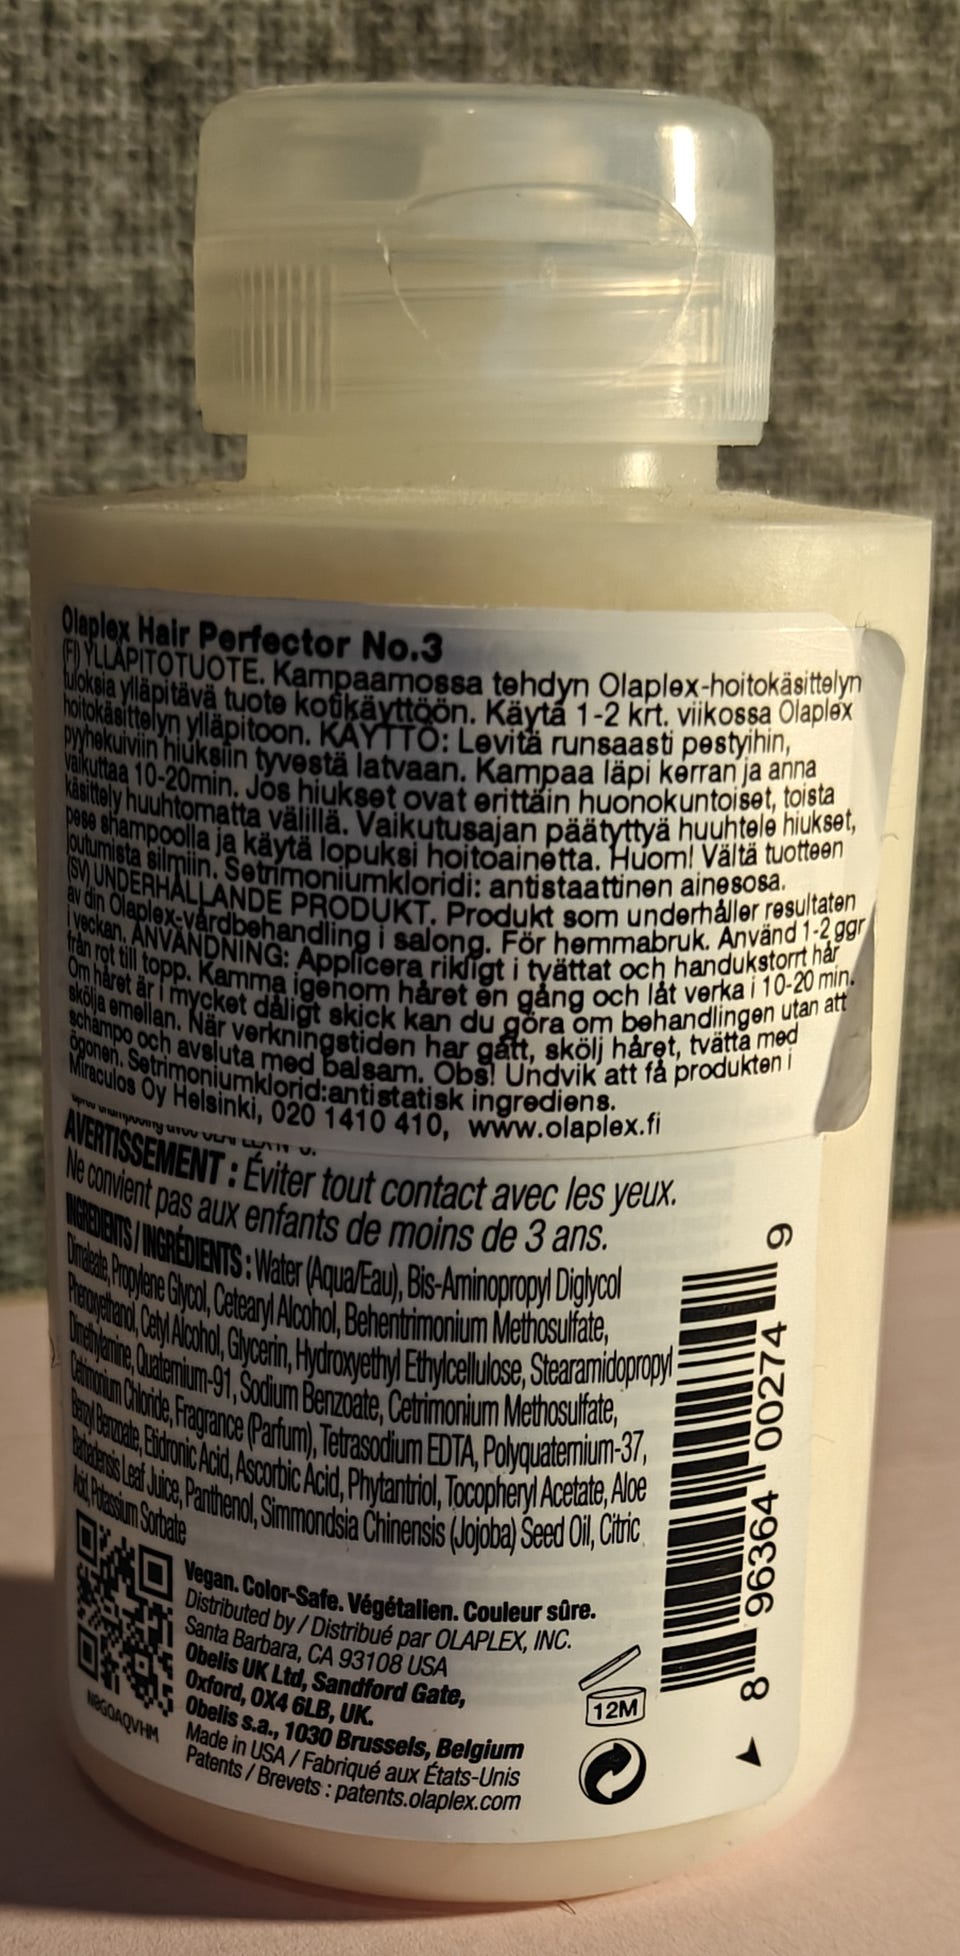 Olaplex Hair Perfector No.3
(FI) YLLÄPITOTUOTE. Kampaamossa tehdyn Olaplex-hoitokäsittelyn
tuloksia ylläpitävä tuote kotikäyttöön. Käytä 1-2 krt. viikossa Olaplex
hoitokäsittelyn ylläpitoon. KÄYTTÖ: Levitä runsaasti pestyihin,
pyyhekuiviin hiuksiin tyvestä latvaan. Kampaa läpi kerran ja anna
vaikuttaa 10-20min. Jos hiukset ovat erittäin huonokuntoiset, toista
käsittely huuhtomatta välillä. Vaikutusajan päätyttyä huuhtele hiukset,
pese shampoolla ja käytä lopuksi hoitoainetta. Huom! Vältä tuotteen
joutumista silmiin. Setrimoniumkloridi: antistaattinen ainesosa.
(SV) UNDERHÅLLANDE PRODUKT. Produkt som underhåller resultaten
av din Olaplex-vårdbehandling i salong. För hemmabruk. Använd 1-2 ggr
i veckan. ANVÄNDNING: Applicera rikligt i tvättat och handukstorrt hår
från rot till topp. Kamma igenom håret en gång och låt verka i 10-20 min.
Om håret är i mycket dåligt skick kan du göra om behandlingen utan att
skölja emellan. När verkningstiden har gått, skölj håret, tvätta med
schampo och avsluta med balsam. Obs! Undvik att få produkten i
ögonen. Setrimoniumklorid:antistatisk ingrediens.
Miraculos Oy Helsinki, 020 1410 410, www.olaplex.fi
AVERTISSEMENT : Éviter tout contact avec les yeux.
Ne convient pas aux enfants de moins de 3 ans.
INGREDIENTS / INGRÉDIENTS : Water (Aqua/Eau), Bis-Aminopropyl Diglycol
Dimaleate, Propylene Glycol, Cetearyl Alcohol, Behentrimonium Methosulfate,
Phenoxyethanol, Cetyl Alcohol, Glycerin, Hydroxyethyl Ethylcellulose, Stearamidopropyl
Dimethylamine, Quaternium-91, Sodium Benzoate, Cetrimonium Methosulfate,
Cetrimonium Chloride, Fragrance (Parfum), Tetrasodium EDTA, Polyquaternium-37,
Benzyl Benzoate, Etidronic Acid, Ascorbic Acid, Phytantriol, Tocopheryl Acetate, Aloe
Barbadensis Leaf Juice, Panthenol, Simmondsia Chinensis (Jojoba) Seed Oil, Citric
Acid, Potassium Sorbate
Vegan. Color-Safe. Végétalien. Couleur sûre.
Distributed by / Distribué par OLAPLEX, INC.
Santa Barbara, CA 93108 USA
Obelis UK Ltd, Sandford Gate,
Oxford, OX4 6LB, UK.
Obelis s.a., 1030 Brussels, Belgium
Made in USA / Fabriqué aux États-Unis
Patents / Brevets : patents.olaplex.com
12M
8 96364 00274 9